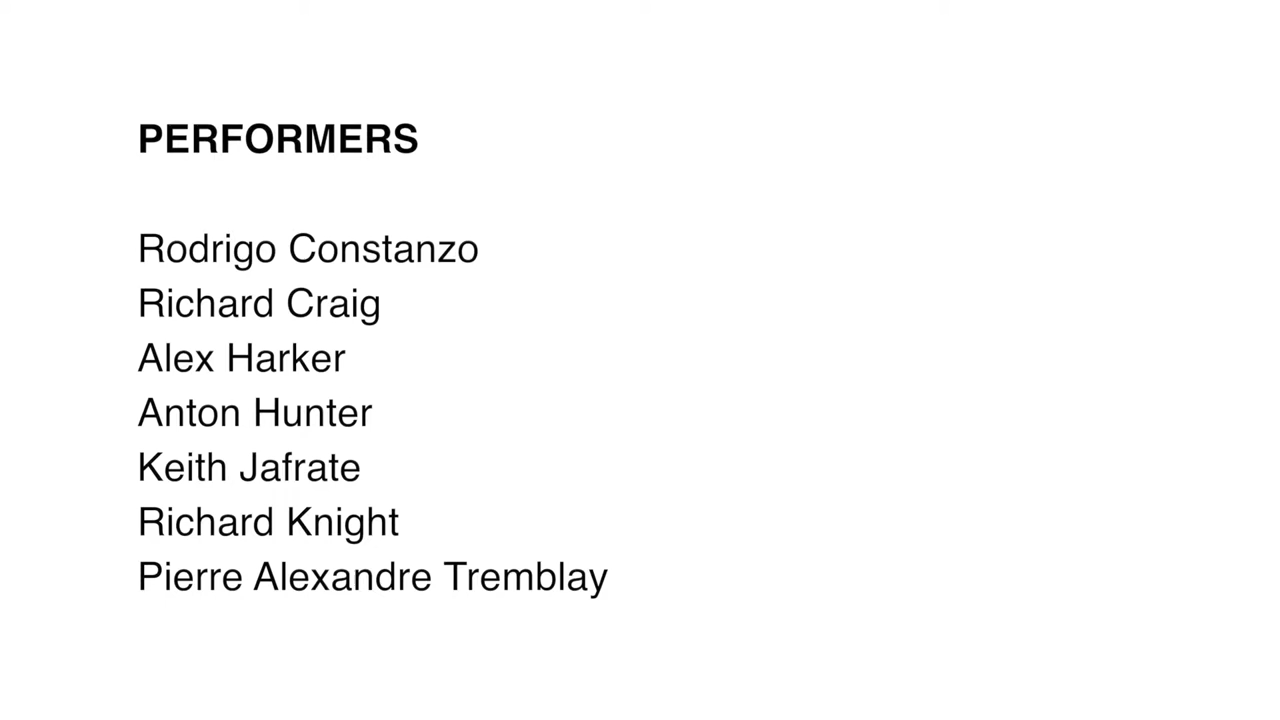 PERFORMERS
Rodrigo Constanzo
Richard Craig
Alex Harker
Anton Hunter
Keith Jafrate
Richard Knight
Pierre Alexandre Tremblay